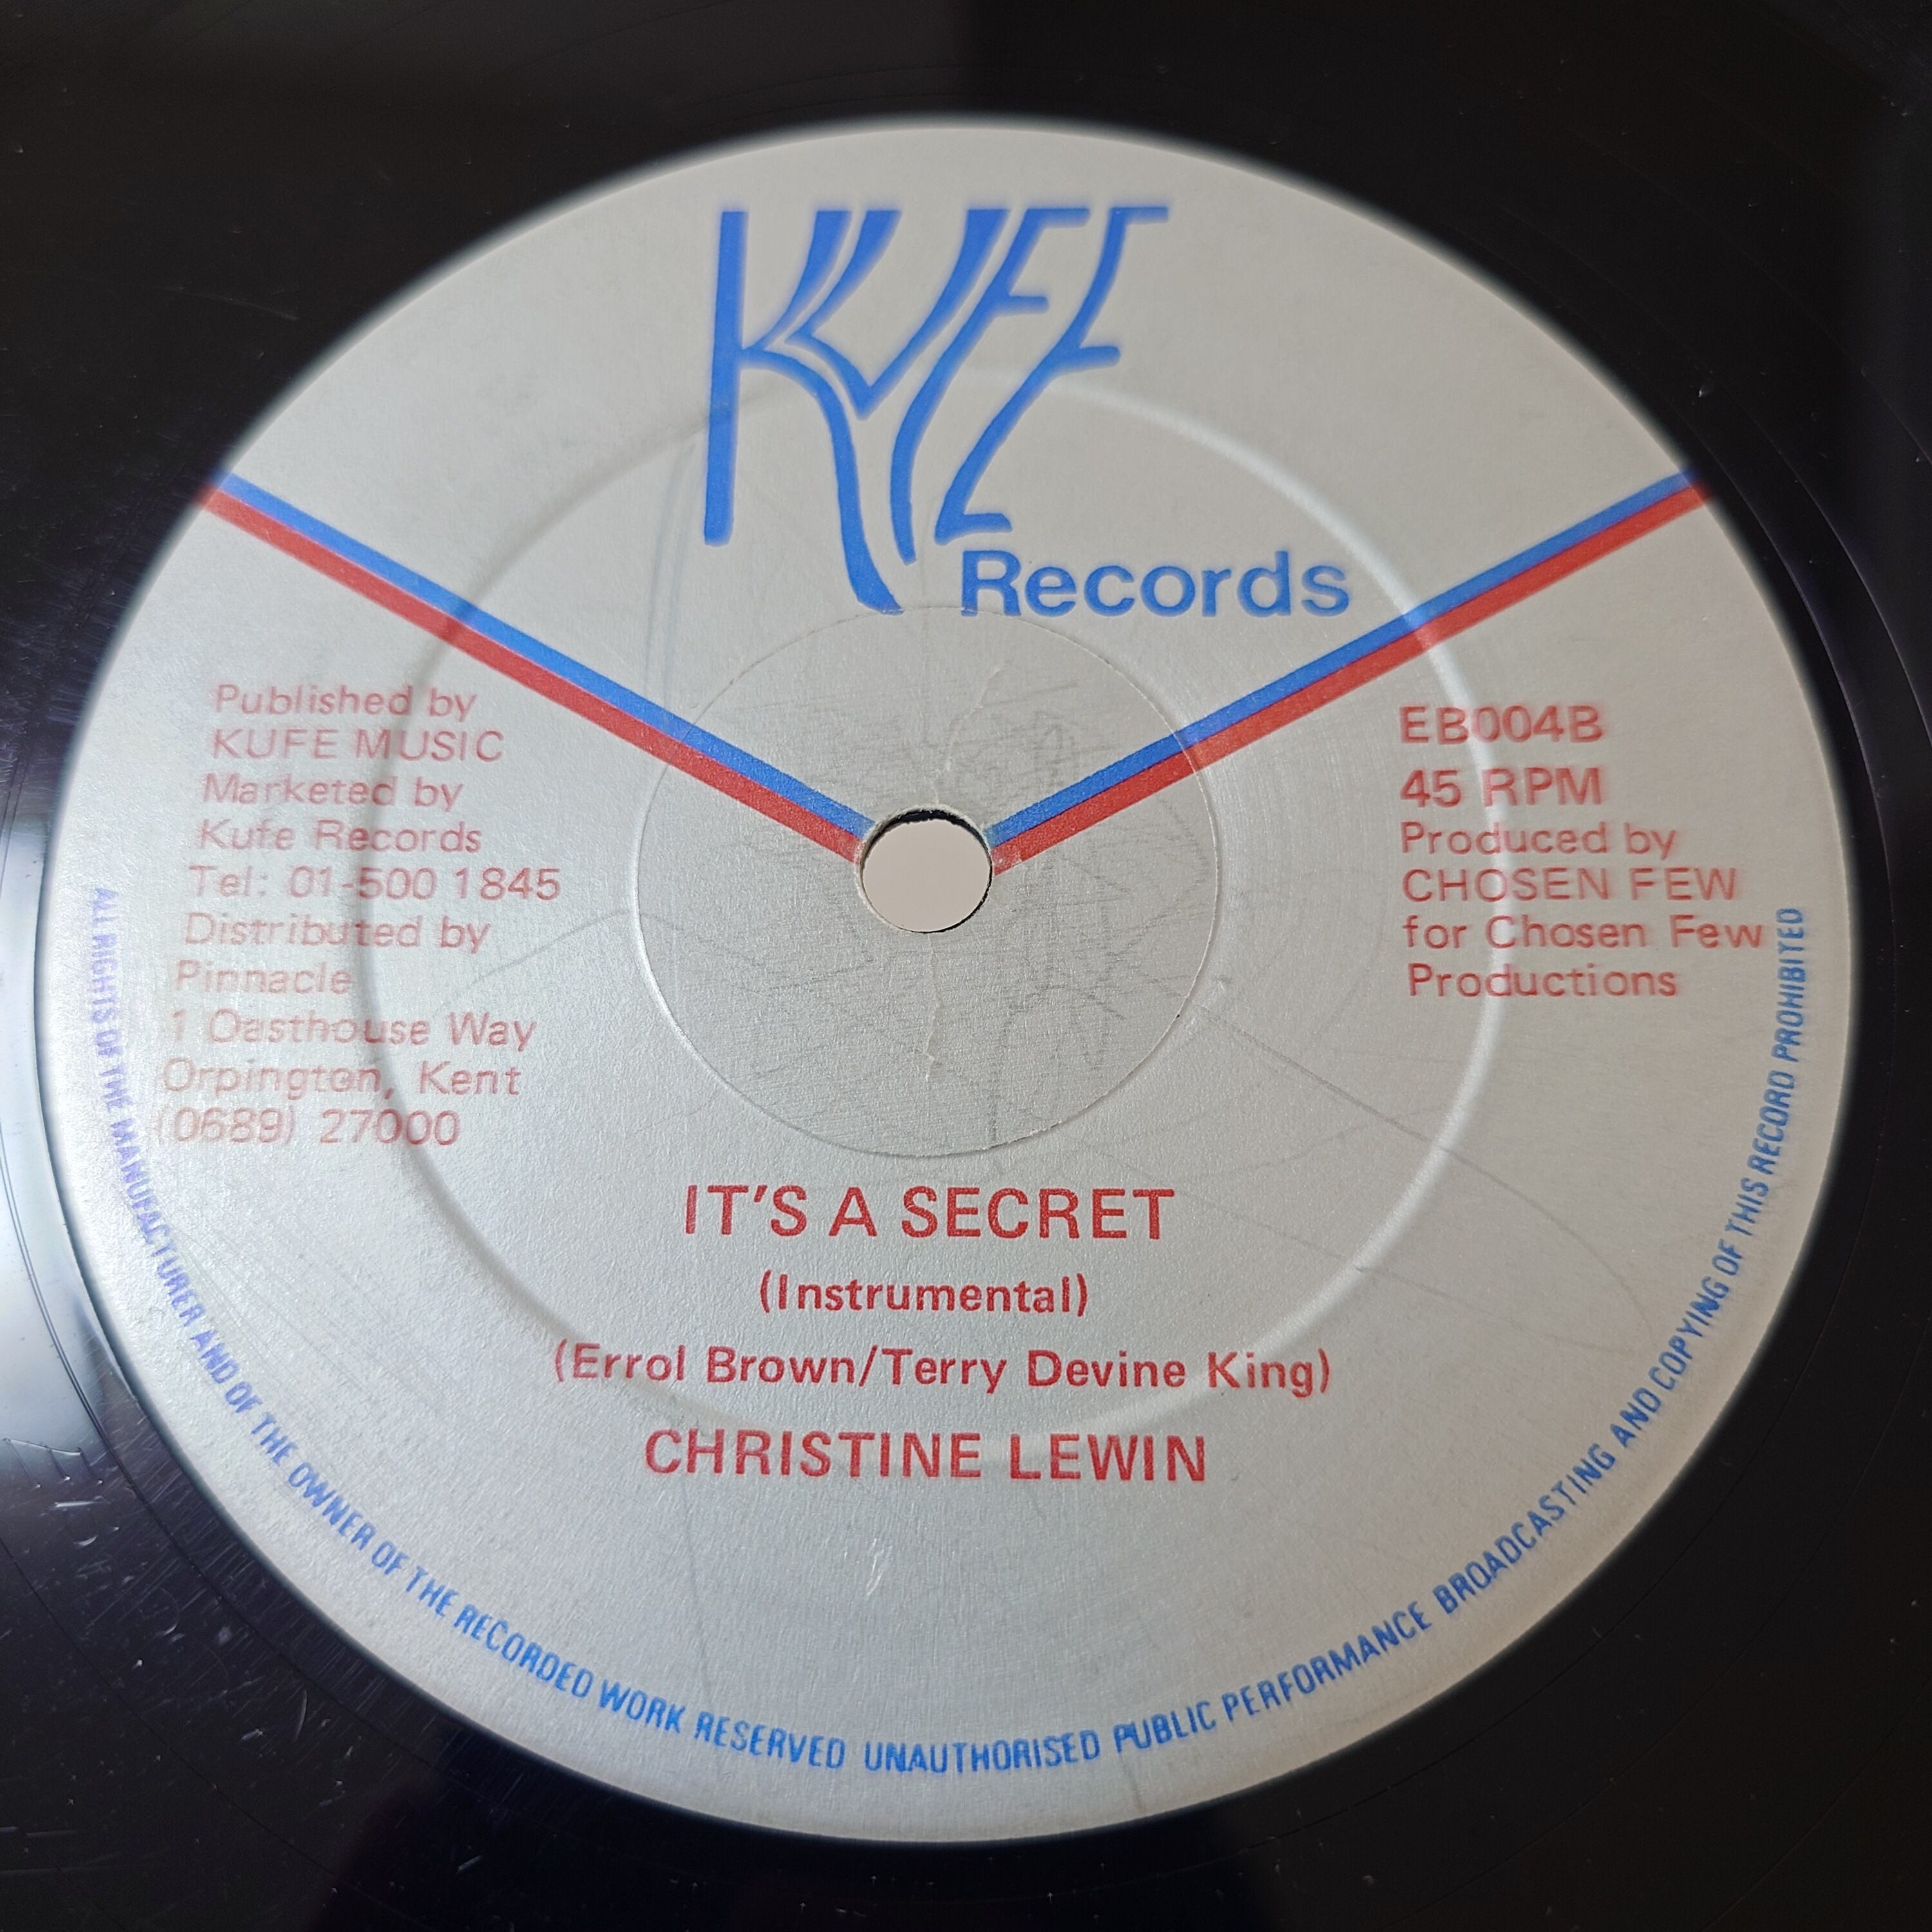 KUFE
Records
Published by
KUFE MUSIC
Marketed by
Kufe Records
Tel: 01-500 1845
Distributed by
Pinnacle
1 Oasthouse Way
Orpington, Kent
(0689) 27000
EB004B
45 RPM
Produced by
CHOSEN FEW
for Chosen Few
Productions
IT'S A SECRET
(Instrumental)
(Errol Brown/Terry Devine King)
CHRISTINE LEWIN
ALL RIGHTS OF THE MANUFACTURER AND OF THE OWNER OF THE RECORDED WORK RESERVED UNAUTHORISED PUBLIC PERFORMANCE BROADCASTING AND COPYING OF THIS RECORD PROHIBITED